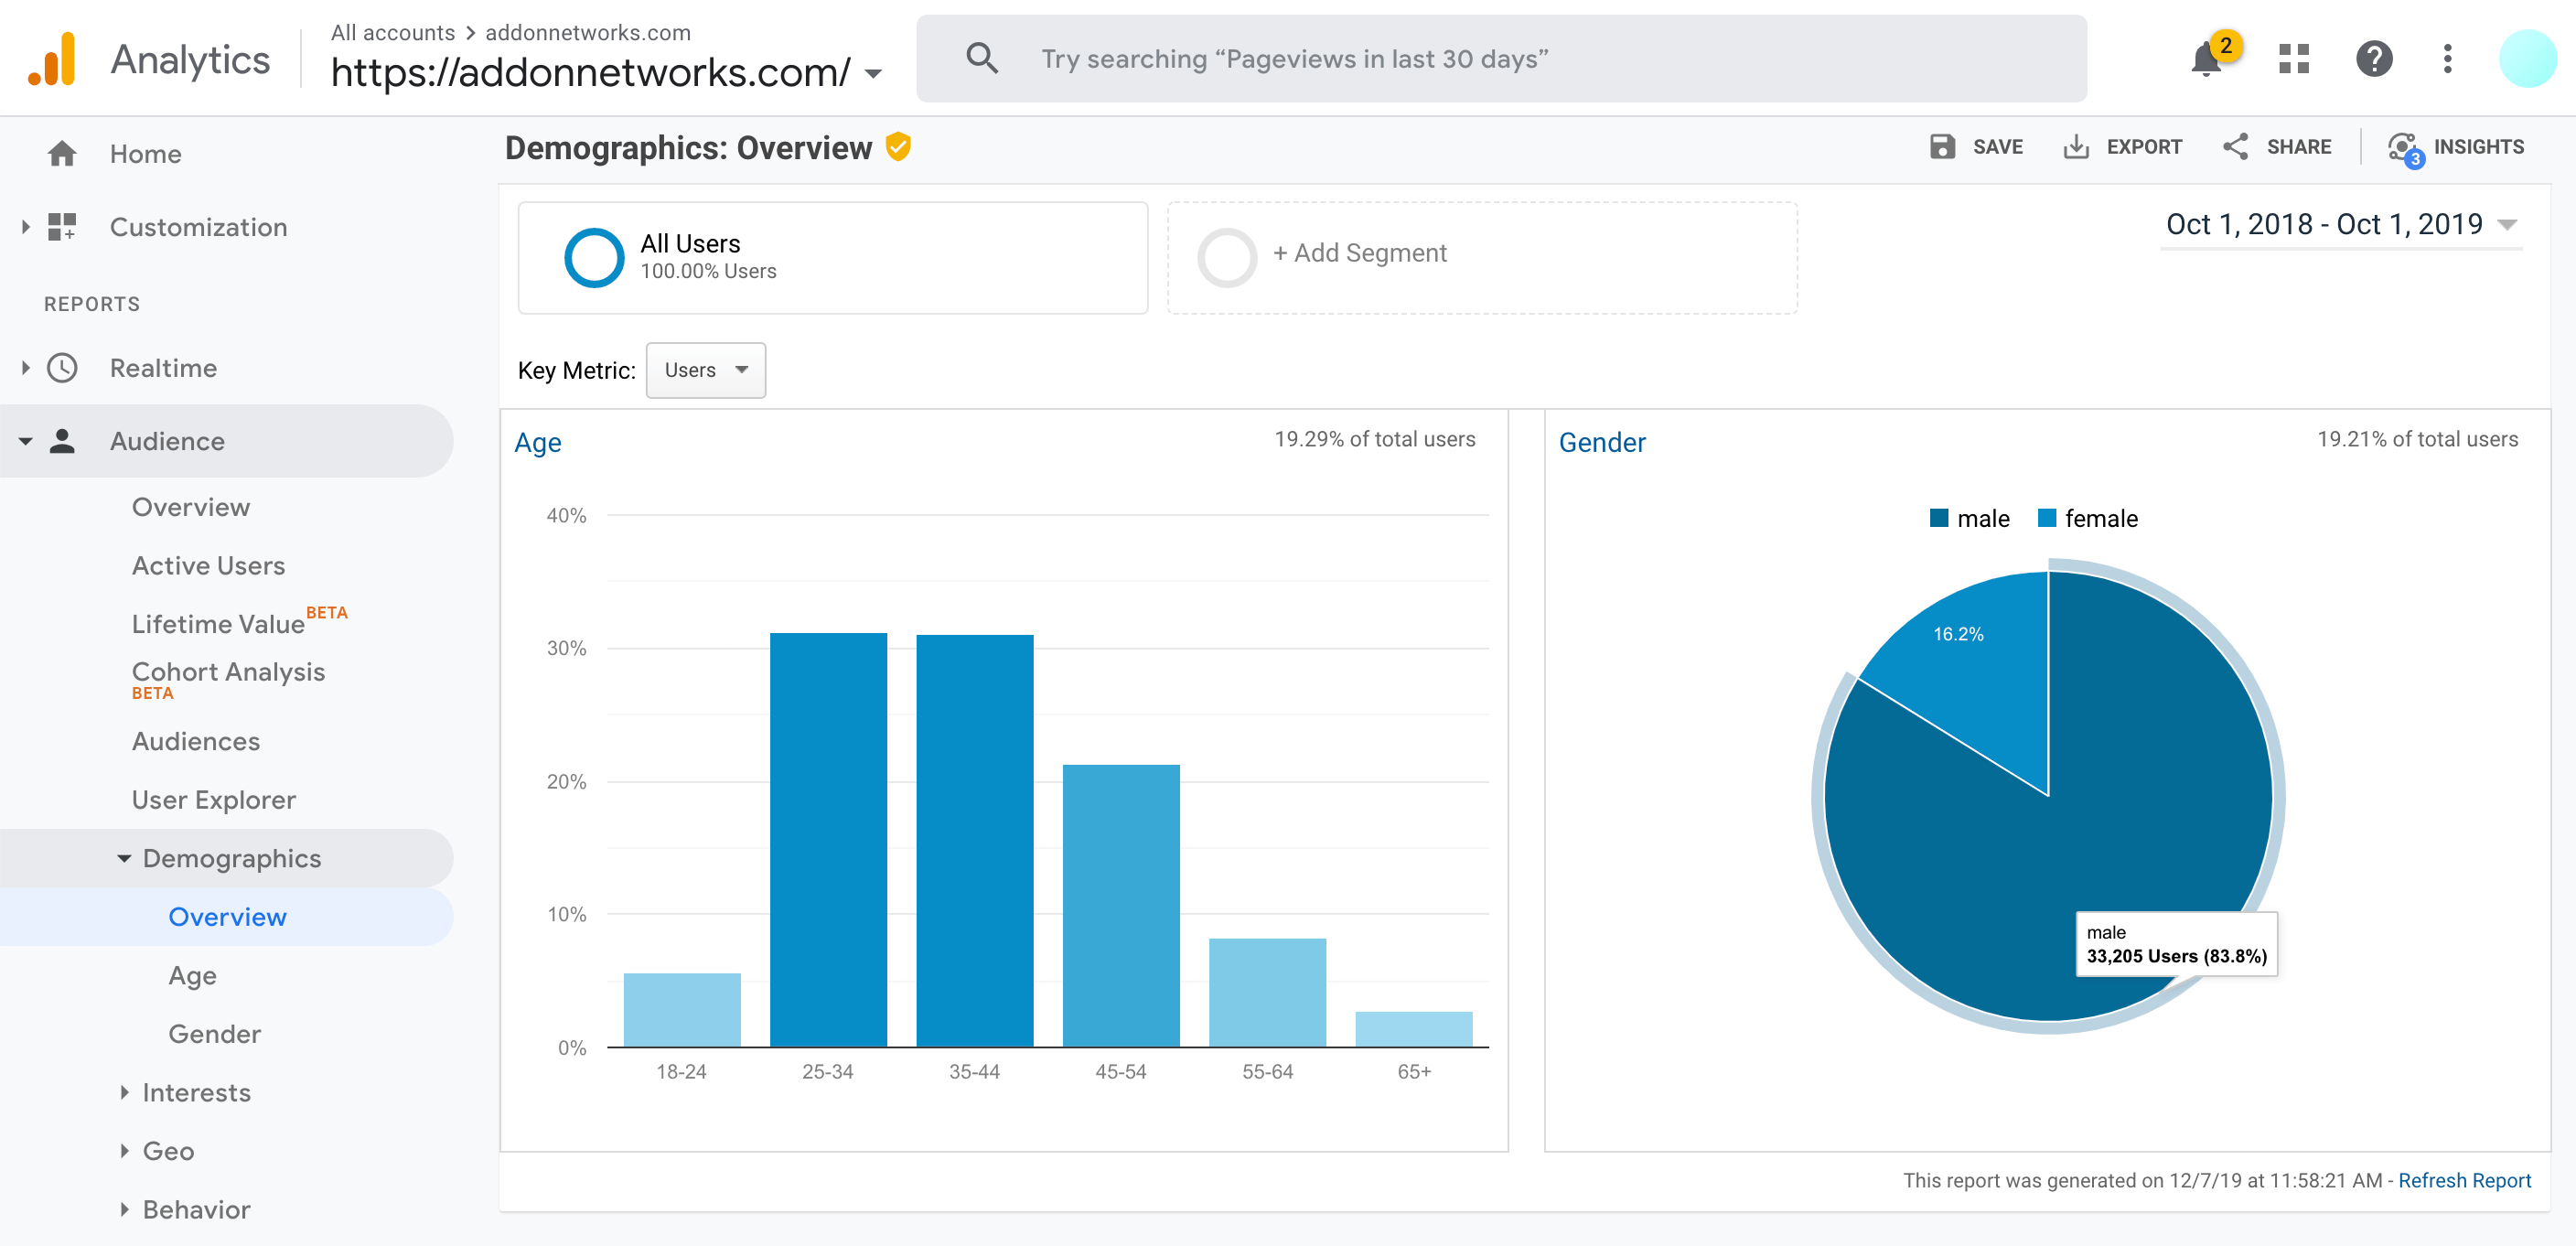 Analytics
All accounts > addonnetworks.com
https://addonnetworks.com/
Try searching “Pageviews in last 30 days”
2
Home
Customization
REPORTS
Realtime
Audience
Overview
Active Users
Lifetime Value BETA
Cohort Analysis
BETA
Audiences
User Explorer
Demographics
Overview
Age
Gender
Interests
Geo
Behavior
Demographics: Overview
SAVE
EXPORT
SHARE
3
INSIGHTS
All Users
100.00% Users
+ Add Segment
Oct 1, 2018 - Oct 1, 2019
Key Metric:
Users
Age
19.29% of total users
40%
30%
20%
10%
0%
18-24
25-34
35-44
45-54
55-64
65+
Gender
19.21% of total users
male
female
16.2%
male
33,205 Users (83.8%)
This report was generated on 12/7/19 at 11:58:21 AM - Refresh Report